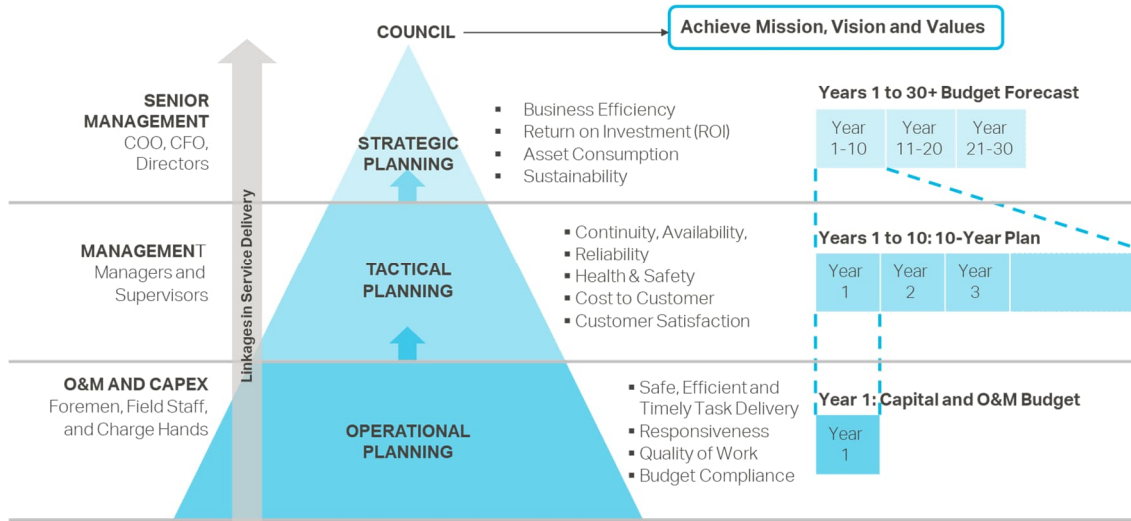 COUNCIL
Achieve Mission, Vision and Values
Linkages in Service Delivery
SENIOR
MANAGEMENT
COO, CFO,
Directors
STRATEGIC
PLANNING
▪ Business Efficiency
▪ Return on Investment (ROI)
▪ Asset Consumption
▪ Sustainability
Years 1 to 30+ Budget Forecast
Year
1-10
Year
11-20
Year
21-30
MANAGEMENT
Managers and
Supervisors
TACTICAL
PLANNING
▪ Continuity, Availability,
▪ Reliability
▪ Health & Safety
▪ Cost to Customer
▪ Customer Satisfaction
Years 1 to 10: 10-Year Plan
Year
1
Year
2
Year
3
O&M AND CAPEX
Foremen, Field Staff,
and Charge Hands
OPERATIONAL
PLANNING
▪ Safe, Efficient and
Timely Task Delivery
▪ Responsiveness
▪ Quality of Work
▪ Budget Compliance
Year 1: Capital and O&M Budget
Year
1